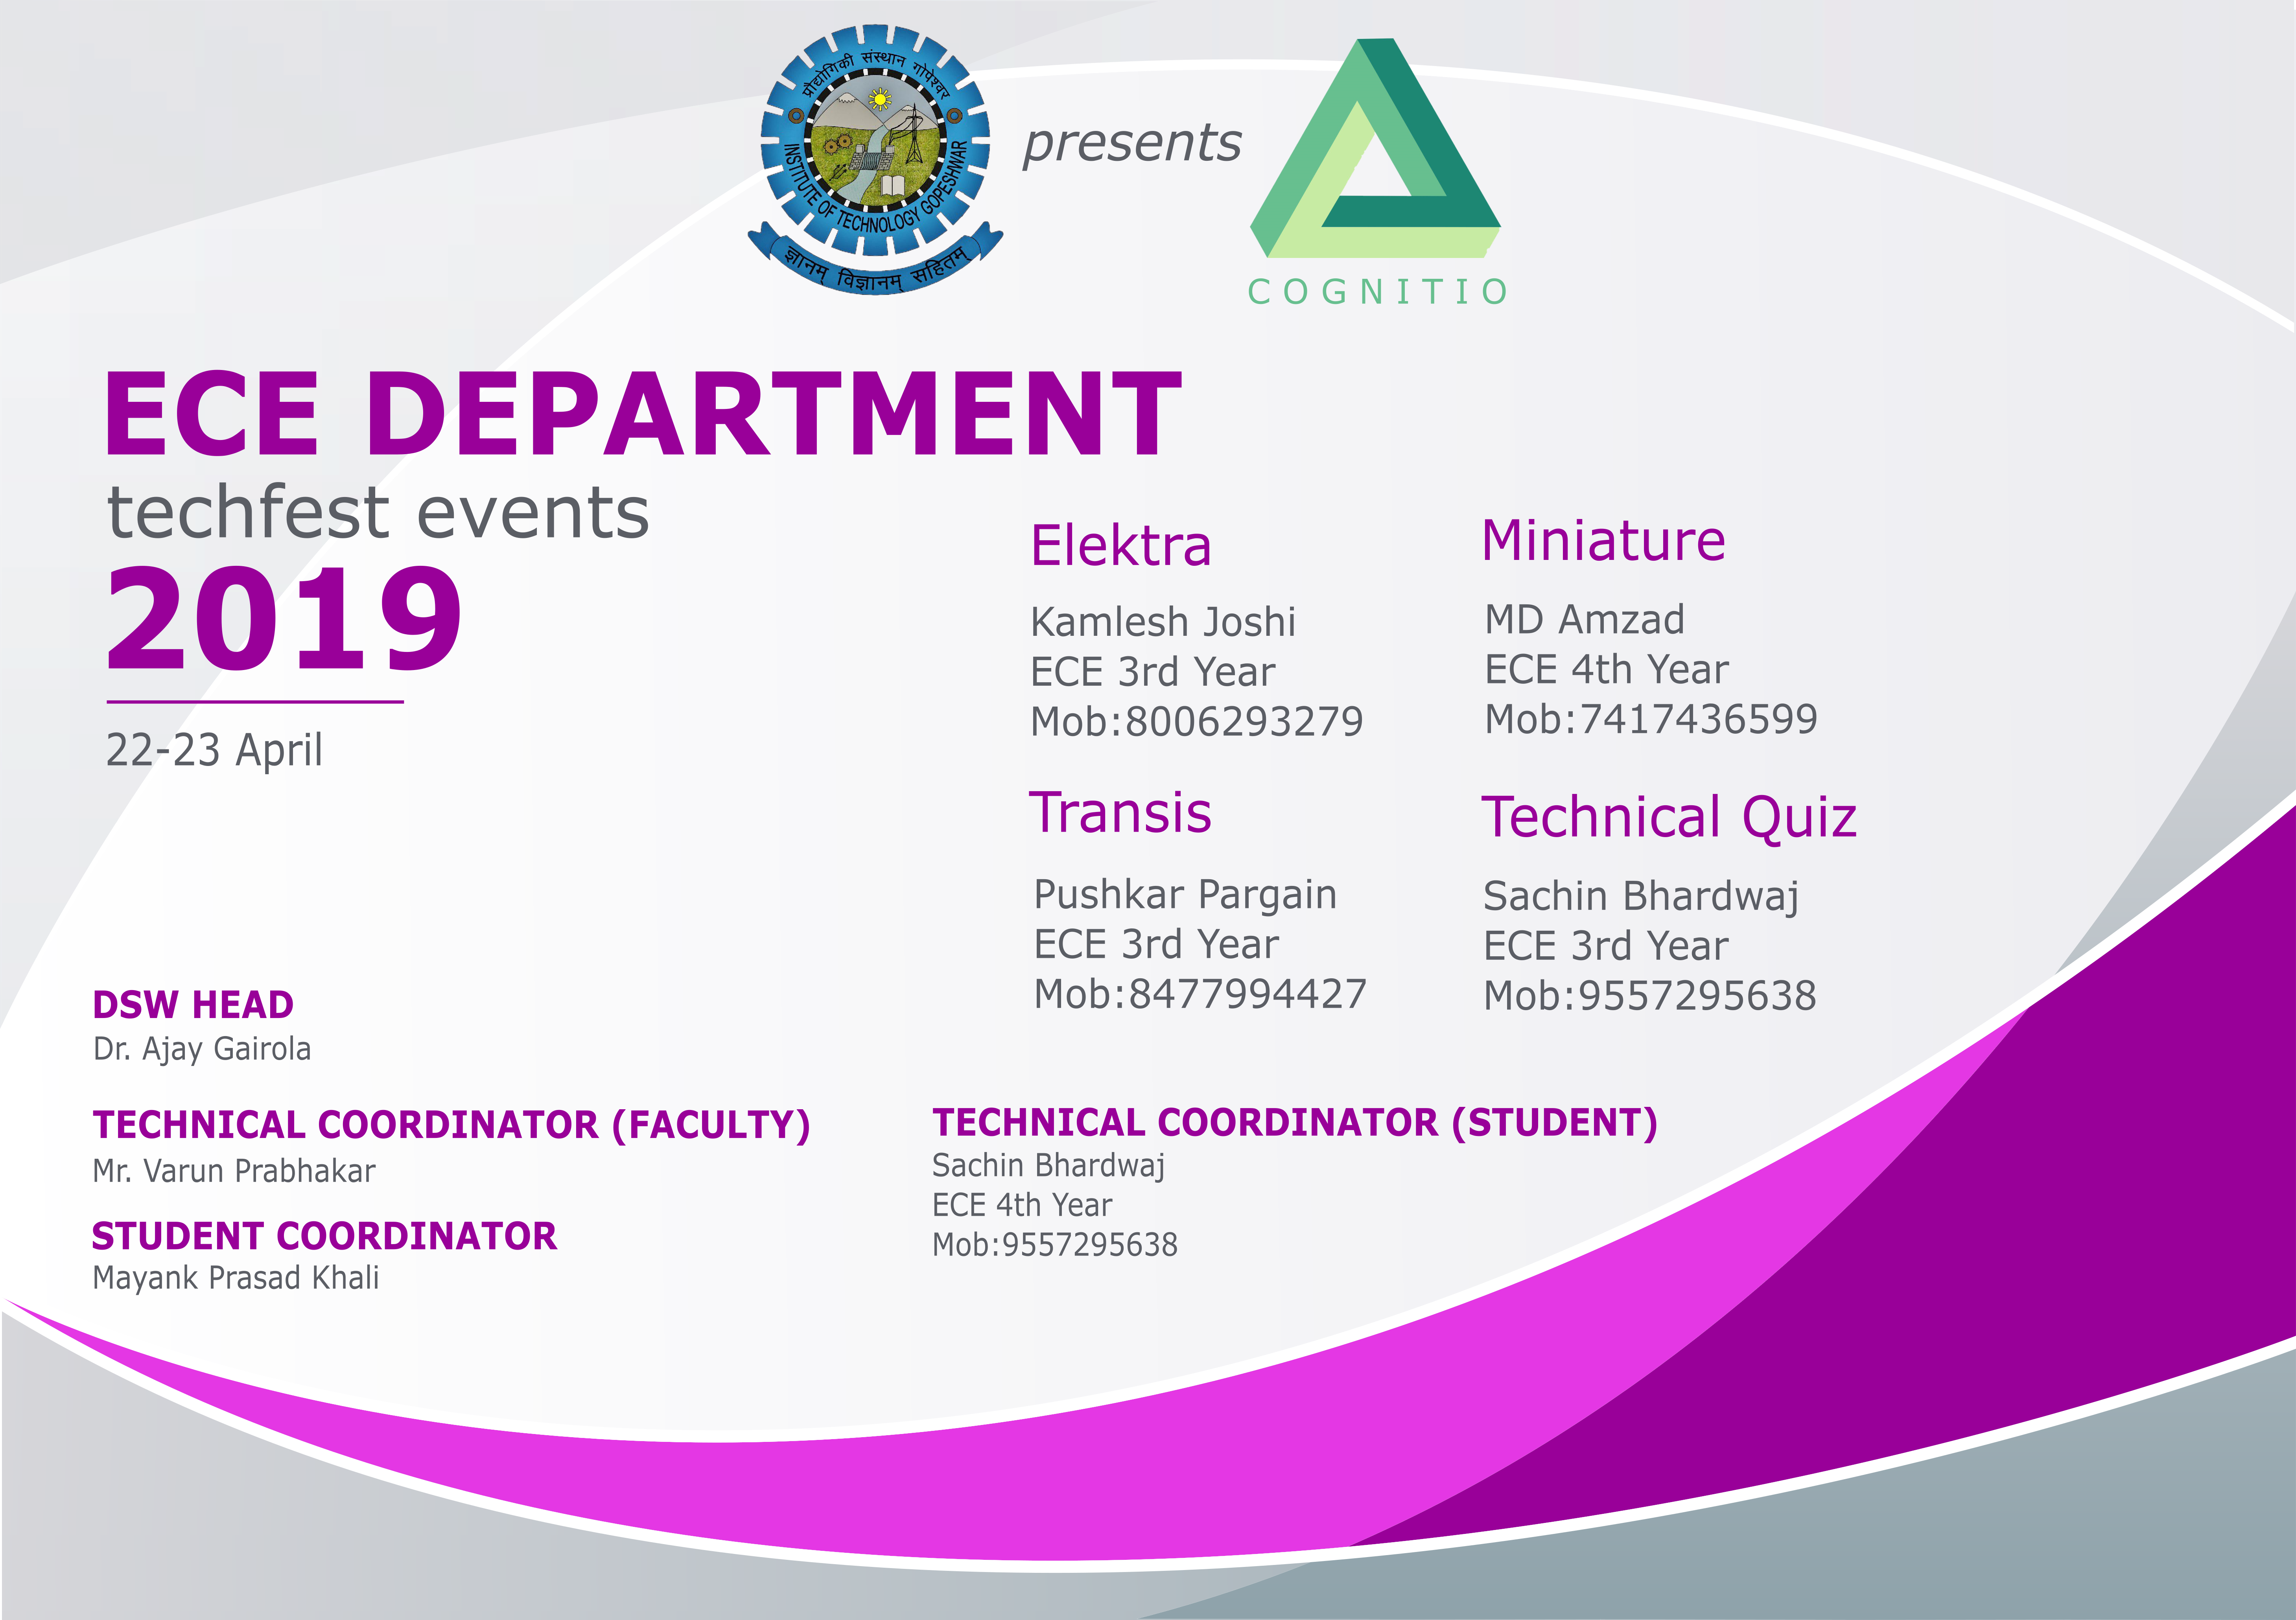 प्रौद्योगिकी संस्थान गोपेश्वर
INSTITUTE OF TECHNOLOGY GOPESHWAR
ज्ञानम् विज्ञानम् सहितम्
presents
COGNITIO
ECE DEPARTMENT
techfest events
2019
22-23 April
Elektra
Kamlesh Joshi
ECE 3rd Year
Mob:8006293279
Miniature
MD Amzad
ECE 4th Year
Mob:7417436599
Transis
Pushkar Pargain
ECE 3rd Year
Mob:8477994427
Technical Quiz
Sachin Bhardwaj
ECE 3rd Year
Mob:9557295638
DSW HEAD
Dr. Ajay Gairola
TECHNICAL COORDINATOR (FACULTY)
Mr. Varun Prabhakar
STUDENT COORDINATOR
Mayank Prasad Khali
TECHNICAL COORDINATOR (STUDENT)
Sachin Bhardwaj
ECE 4th Year
Mob:9557295638